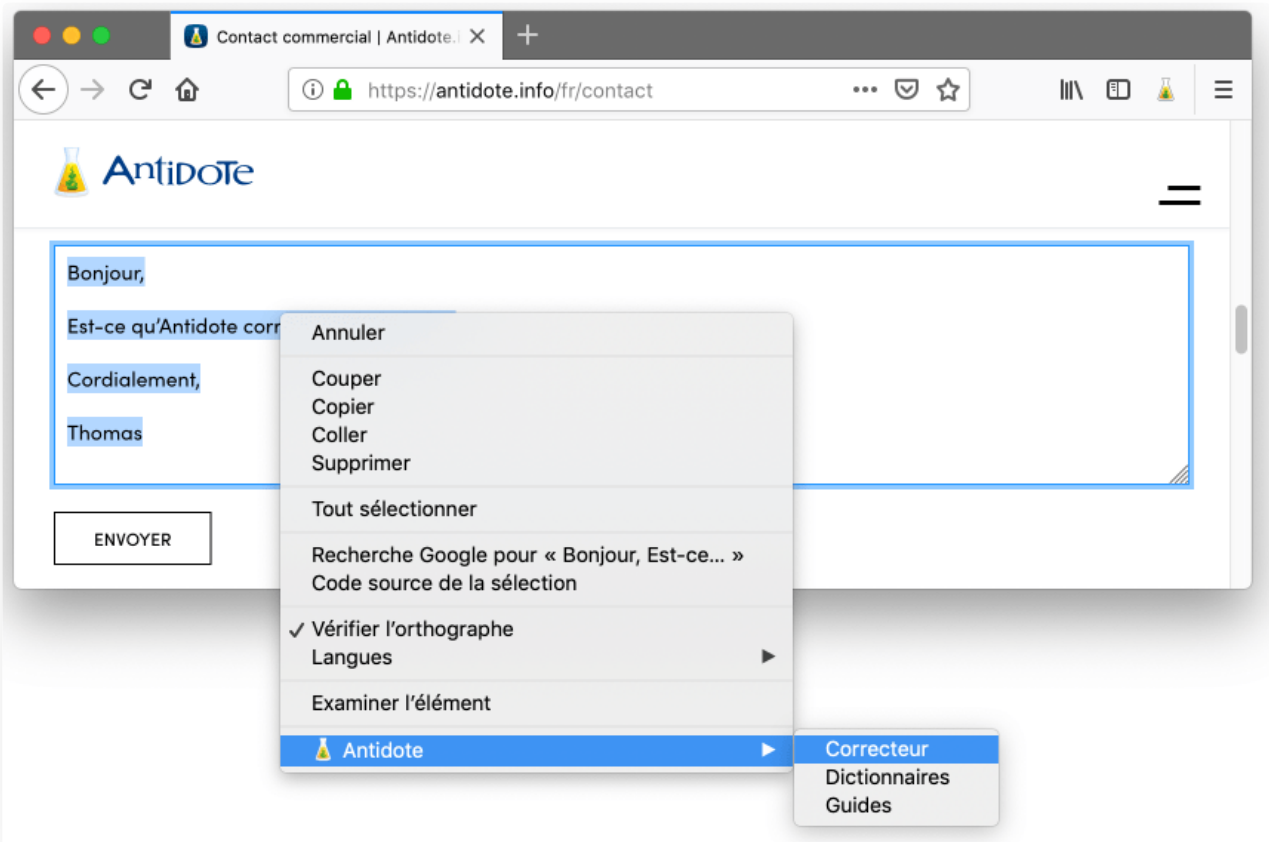 Contact commercial | Antidote.i
https://antidote.info/fr/contact
Antidote
Bonjour,
Est-ce qu’Antidote corr
Cordialement,
Thomas
ENVOYER
Annuler
Couper
Copier
Coller
Supprimer
Tout sélectionner
Recherche Google pour « Bonjour, Est-ce... »
Code source de la sélection
✓ Vérifier l’orthographe
Langues
Examiner l’élément
Antidote
Correcteur
Dictionnaires
Guides